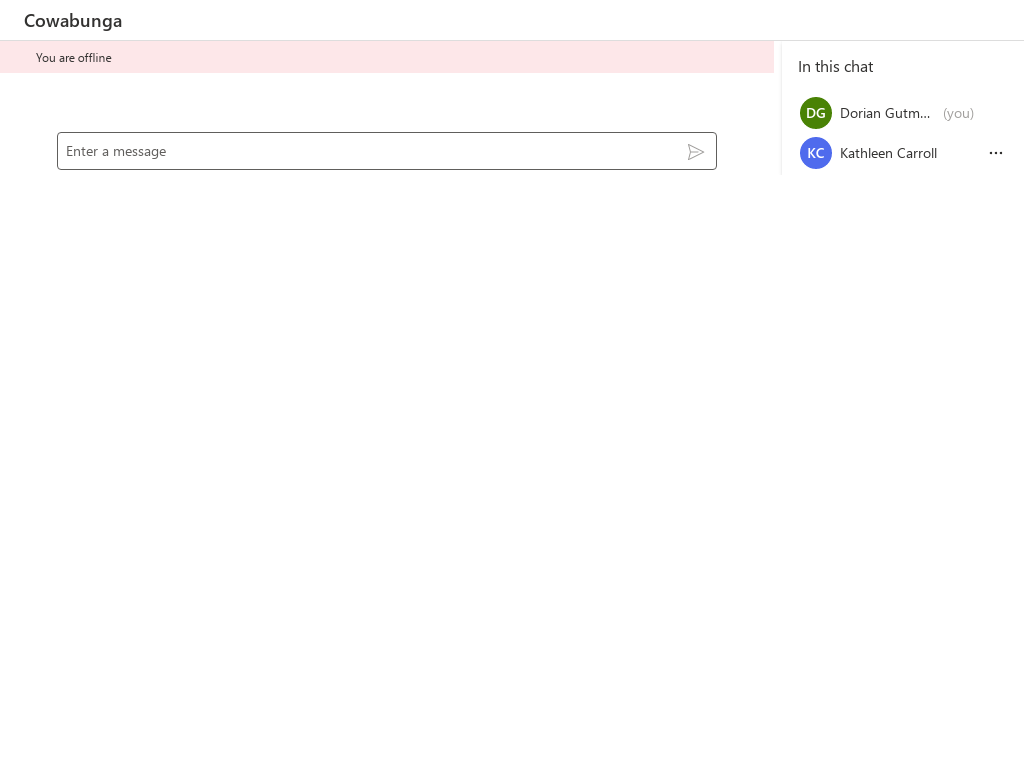 Cowabunga
You are offline
Enter a message
In this chat
DG Dorian Gutm... (you)
KC Kathleen Carroll